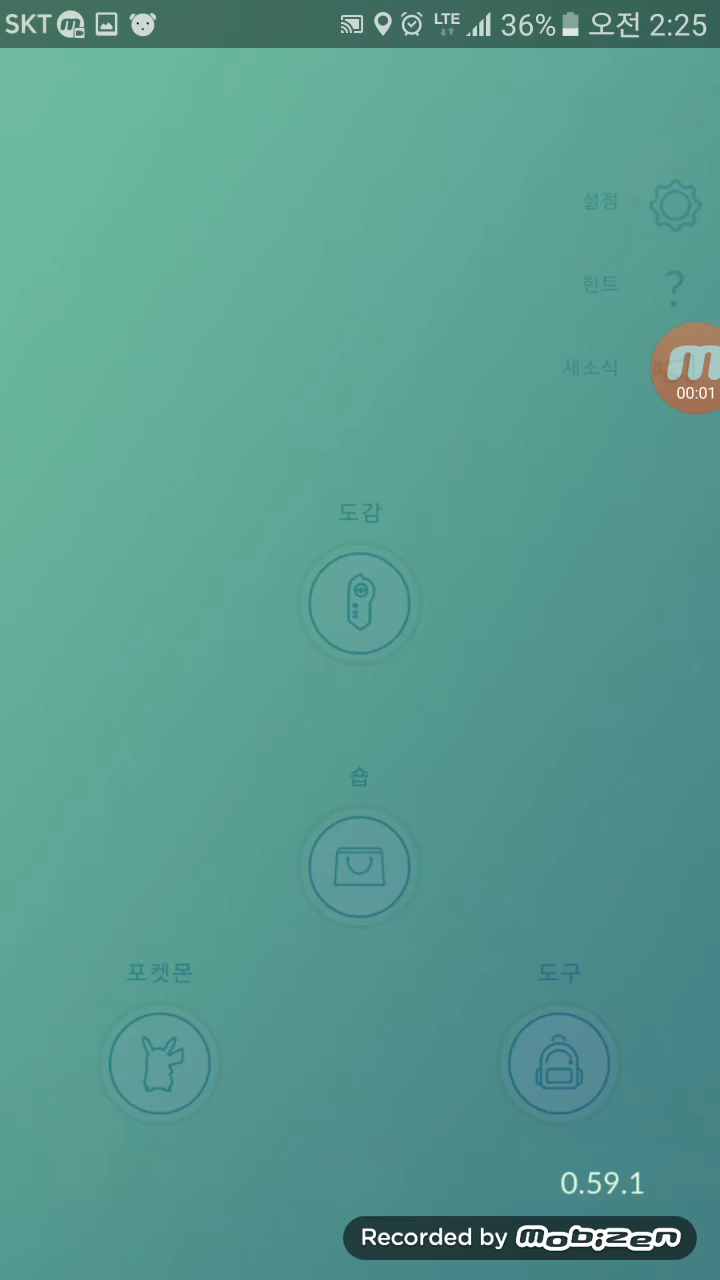 SKT LTE 36% 오전 2:25
설정
힌트
?
새소식
m
00:01
도감
숍
포켓몬
도구
0.59.1
Recorded by mobizen